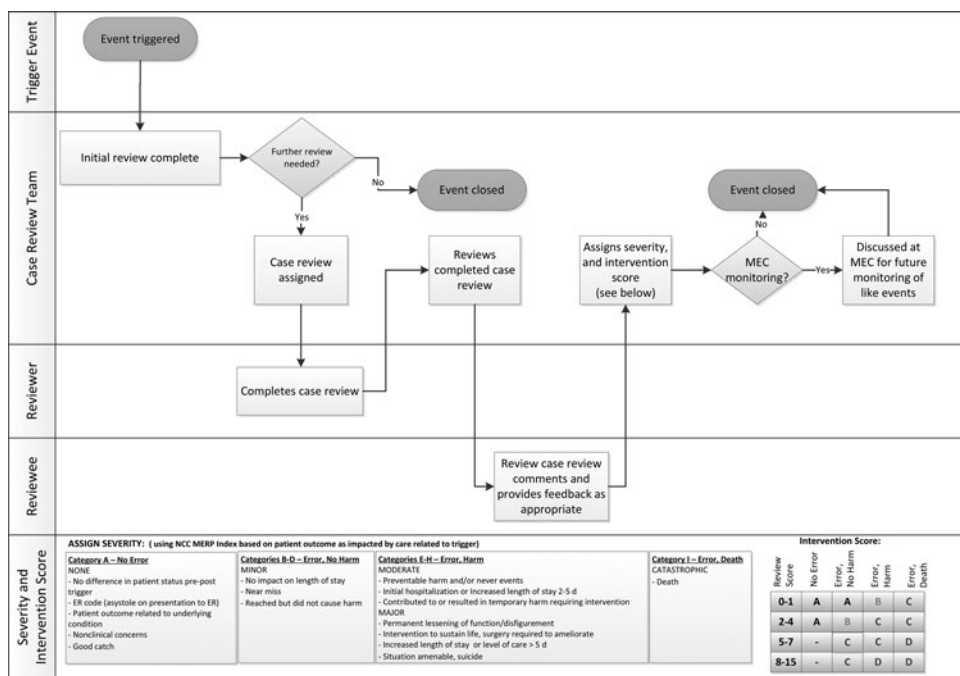 Trigger Event
Event triggered
Case Review Team
Initial review complete
Further review
needed?
No
Event closed
Yes
Case review
assigned
Reviews
completed case
review
Assigns severity,
and intervention
score
(see below)
MEC
monitoring?
No
Event closed
Yes
Discussed at
MEC for future
monitoring of
like events
Reviewer
Completes case review
Reviewee
Review case review
comments and
provides feedback as
appropriate
Severity and
Intervention Score
ASSIGN SEVERITY: ( using NCC MERP Index based on patient outcome as impacted by care related to trigger)
Category A – No Error
NONE
- No difference in patient status pre-post
trigger
- ER code (asystole on presentation to ER)
- Patient outcome related to underlying
condition
- Nonclinical concerns
- Good catch
Categories B-D – Error, No Harm
MINOR
- No impact on length of stay
- Near miss
- Reached but did not cause harm
Categories E-H – Error, Harm
MODERATE
- Preventable harm and/or never events
- Initial hospitalization or Increased length of stay 2-5 d
- Contributed to or resulted in temporary harm requiring intervention
MAJOR
- Permanent lessening of function/disfigurement
- Intervention to sustain life, surgery required to ameliorate
- Increased length of stay or level of care > 5 d
- Situation amenable, suicide
Category I – Error, Death
CATASTROPHIC
- Death
Intervention Score:
Review
Score
No Error
Error,
No Harm
Error,
Harm
Error,
Death
0-1 A A B C
2-4 A B C C
5-7 - C C D
8-15 - C D D